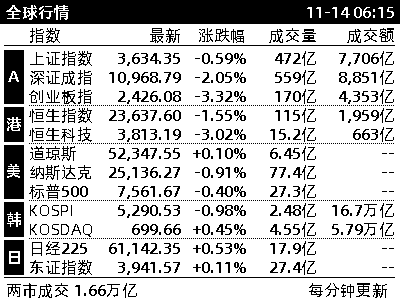 全球行情 11-14 06:15
指数 最新 涨跌幅 成交量 成交额
A
上证指数 3,634.35 -0.59% 472亿 7,706亿
深证成指 10,968.79 -2.05% 559亿 8,851亿
创业板指 2,426.08 -3.32% 170亿 4,353亿
港
恒生指数 23,637.60 -1.55% 115亿 1,959亿
恒生科技 3,813.19 -3.02% 15.2亿 663亿
美
道琼斯 52,347.55 +0.10% 6.45亿 --
纳斯达克 25,136.27 -0.91% 77.4亿 --
标普500 7,561.67 -0.40% 27.3亿 --
韩
KOSPI 5,290.53 -0.98% 2.48亿 16.7万亿
KOSDAQ 699.66 +0.45% 4.55亿 5.79万亿
日
日经225 61,142.35 +0.53% 17.9亿 --
东证指数 3,941.57 +0.11% 27.4亿 --
两市成交 1.66万亿 每分钟更新